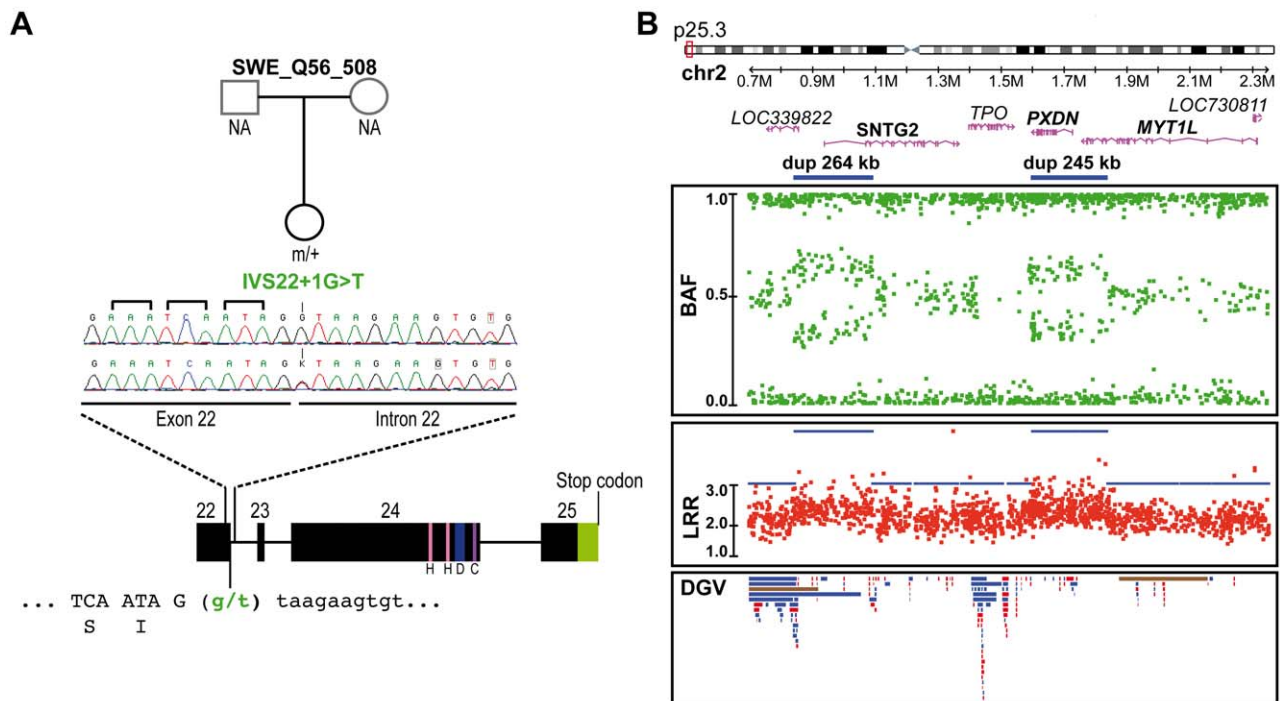 A
SWE_Q56_508
NA NA
m/+
IVS22+1G>T
G A A A T C A A T A G G T A A G A A G T G T G
G A A A T C A A T A G K T A A G A A G T G T G
Exon 22 Intron 22
Stop codon
22 23 24 25
H H D C
... TCA ATA G (g/t) taagaagtgt...
S I
B
p25.3
chr2
0.7M 0.9M 1.1M 1.3M 1.5M 1.7M 1.9M 2.1M 2.3M
LOC339822 SNTG2 TPO PXDN MYT1L LOC730811
dup 264 kb dup 245 kb
BAF
1.0
0.5
0.0
LRR
3.0
2.0
1.0
DGV